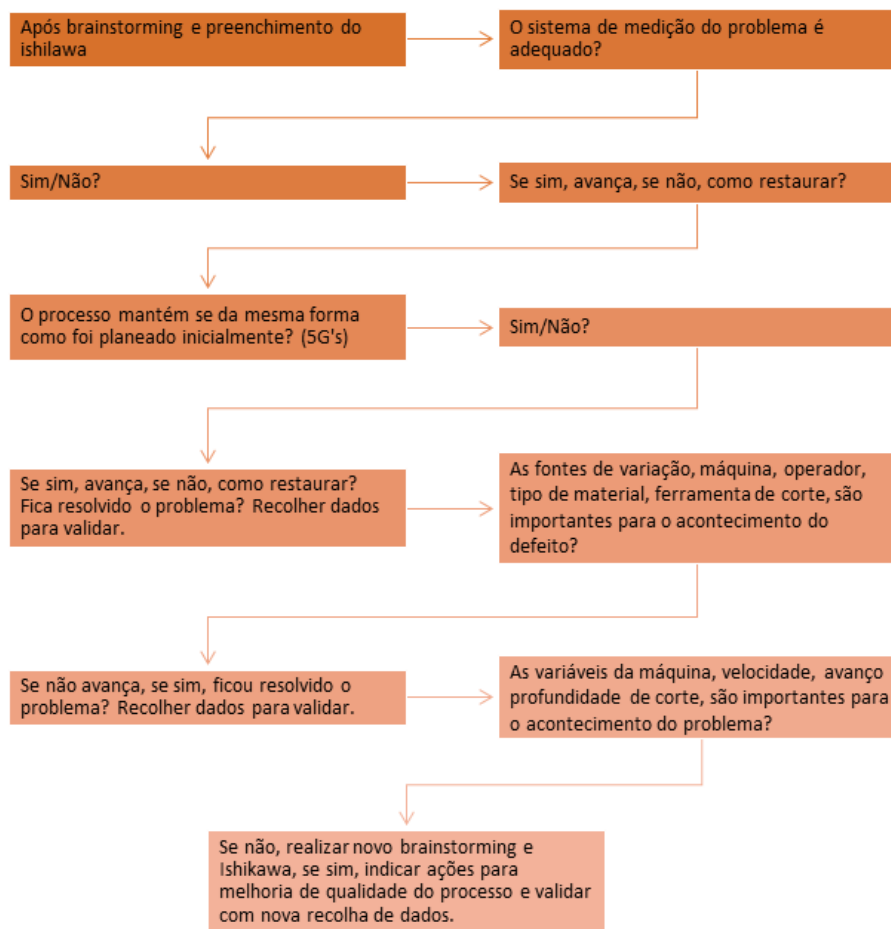 Após brainstorming e preenchimento do
ishilawa
O sistema de medição do problema é
adequado?
Sim/Não?
Se sim, avança, se não, como restaurar?
O processo mantém se da mesma forma
como foi planeado inicialmente? (5G's)
Sim/Não?
Se sim, avança, se não, como restaurar?
Fica resolvido o problema? Recolher dados
para validar.
As fontes de variação, máquina, operador,
tipo de material, ferramenta de corte, são
importantes para o acontecimento do
defeito?
Se não avança, se sim, ficou resolvido o
problema? Recolher dados para validar.
As variáveis da máquina, velocidade, avanço
profundidade de corte, são importantes para
o acontecimento do problema?
Se não, realizar novo brainstorming e
Ishikawa, se sim, indicar ações para
melhoria de qualidade do processo e validar
com nova recolha de dados.